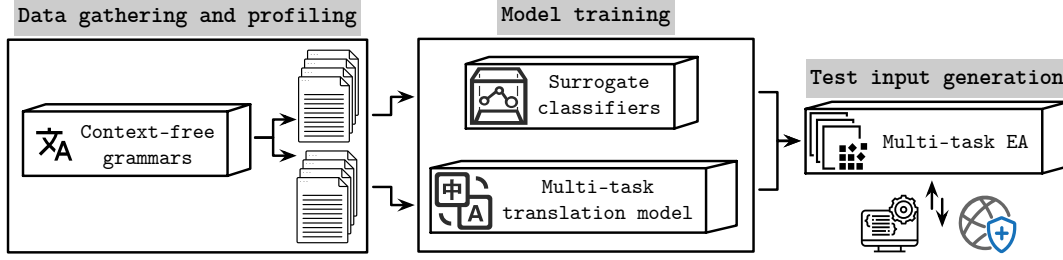 Data gathering and profiling
Context-free
grammars
Model training
Surrogate
classifiers
中
A
Multi-task
translation model
Test input generation
Multi-task EA